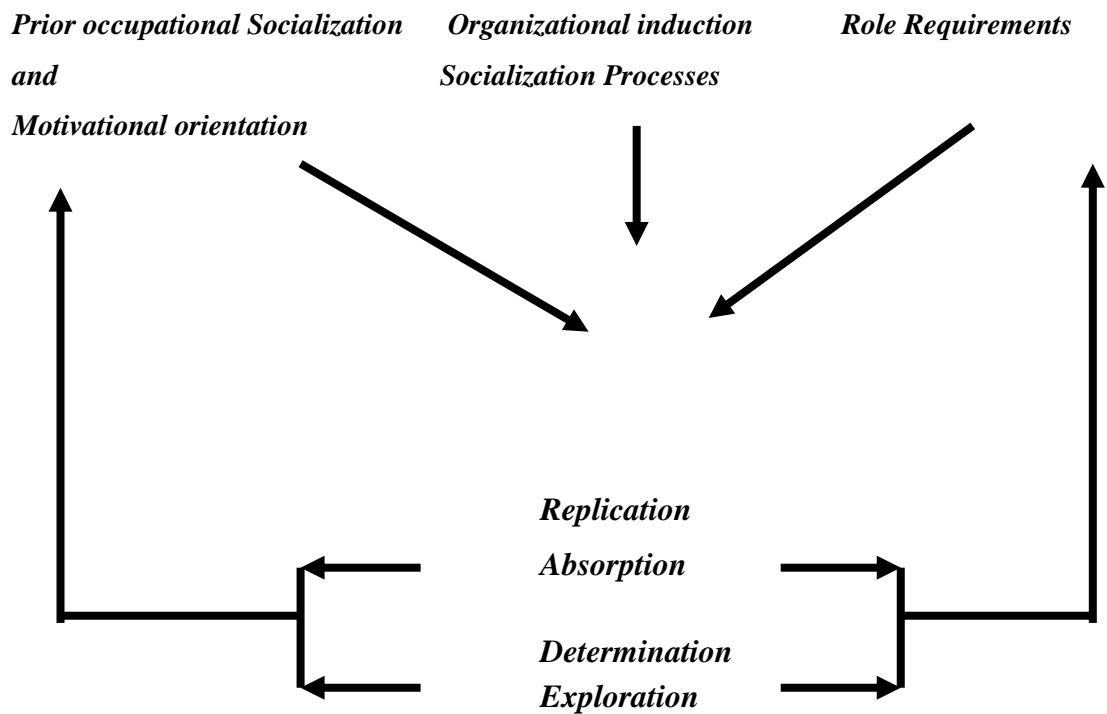 Prior occupational Socialization
and
Motivational orientation
Organizational induction
Socialization Processes
Role Requirements
Replication
Absorption
Determination
Exploration